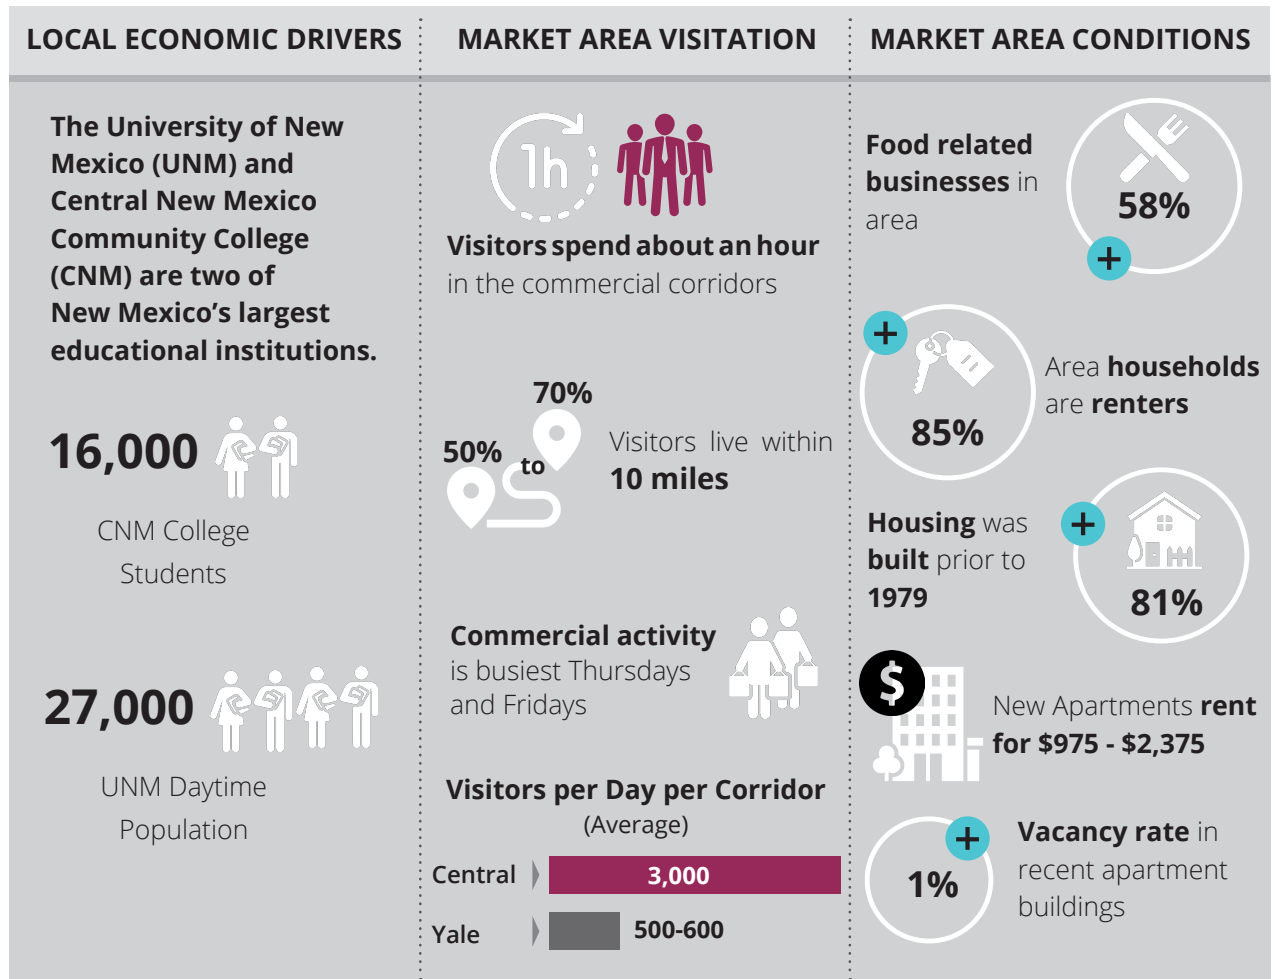 LOCAL ECONOMIC DRIVERS
The University of New
Mexico (UNM) and
Central New Mexico
Community College
(CNM) are two of
New Mexico’s largest
educational institutions.
16,000
CNM College
Students
27,000
UNM Daytime
Population
MARKET AREA VISITATION
1h
Visitors spend about an hour
in the commercial corridors
70%
50%
to
Visitors live within
10 miles
Commercial activity
is busiest Thursdays
and Fridays
Visitors per Day per Corridor
(Average)
Central
3,000
Yale
500-600
MARKET AREA CONDITIONS
Food related
businesses in
area
58%
+
+
85%
Area households
are renters
Housing was
built prior to
1979
+
81%
$
New Apartments rent
for $975 - $2,375
+
1%
Vacancy rate in
recent apartment
buildings